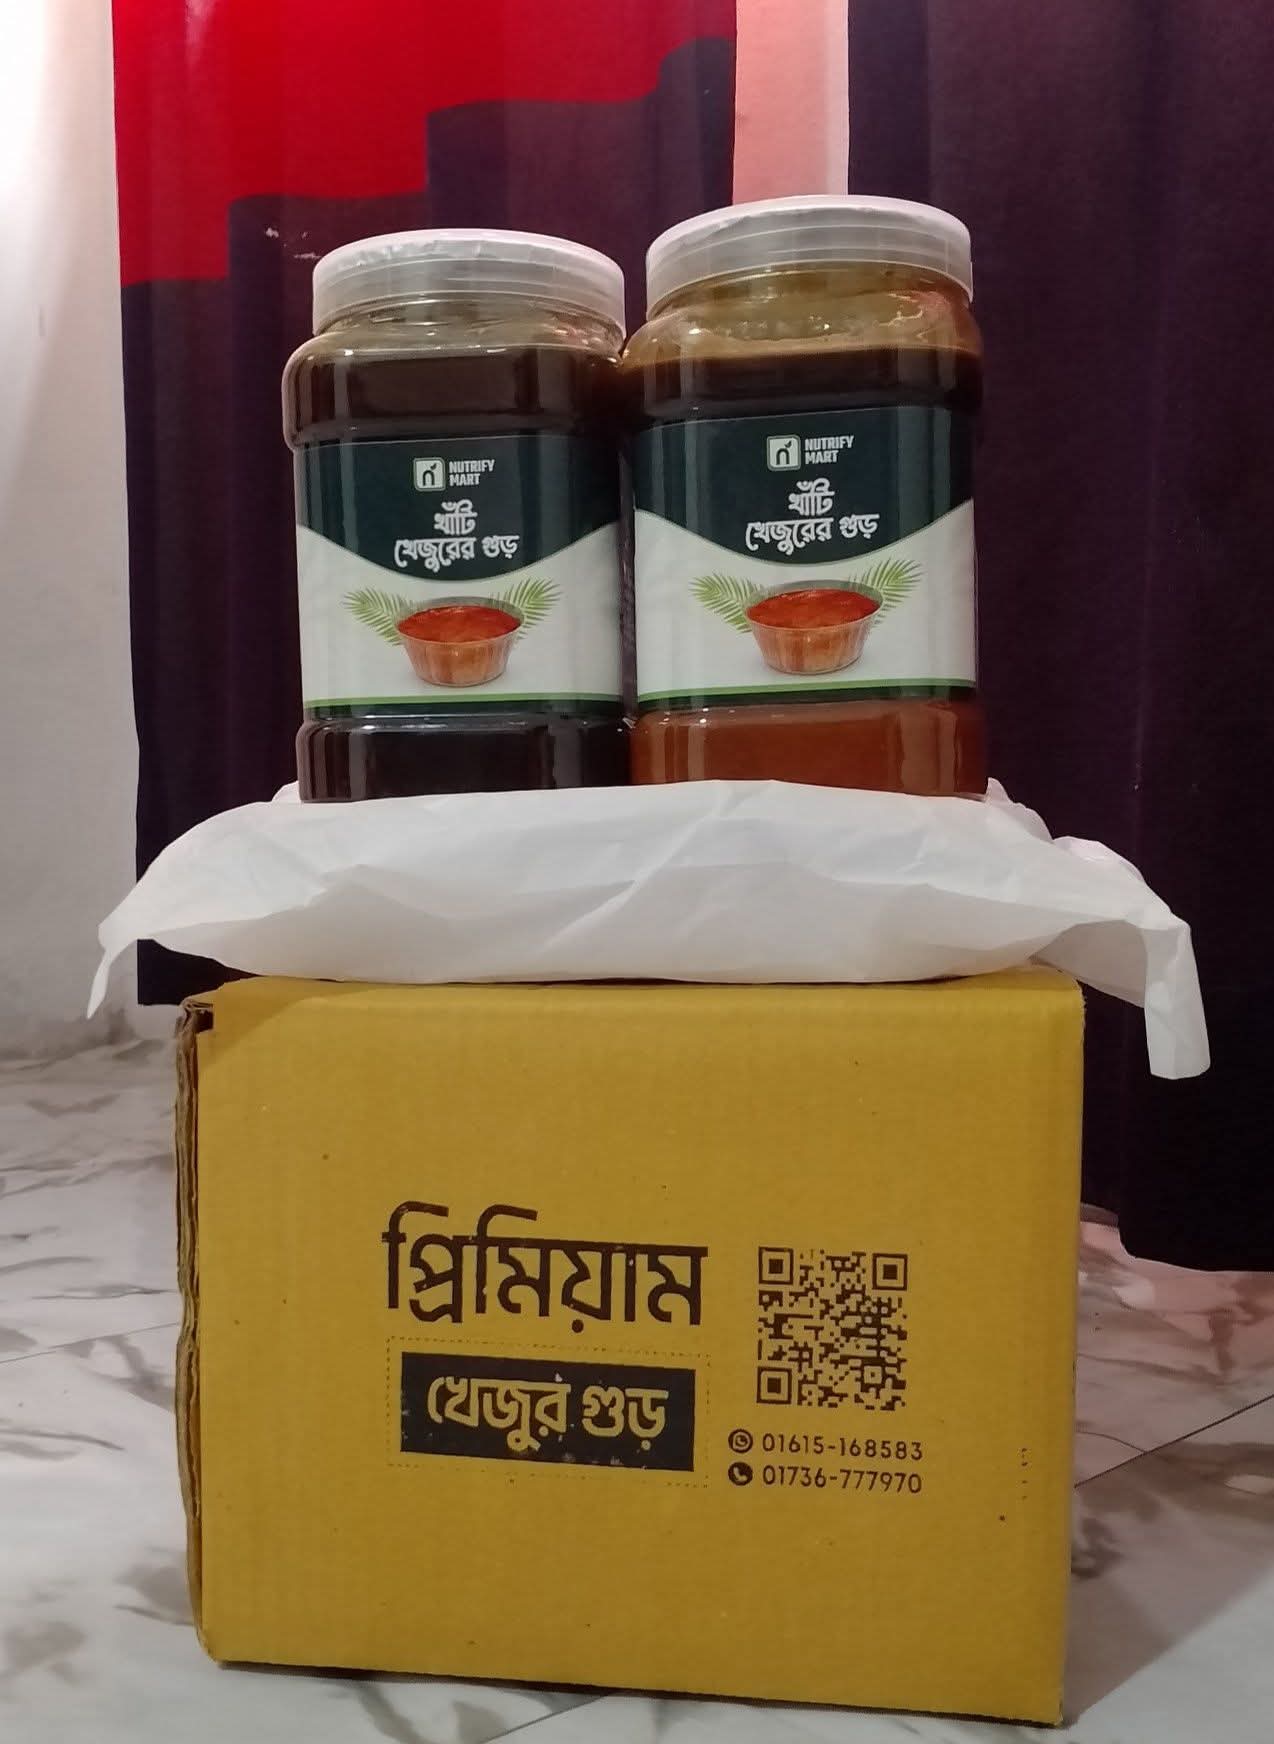 NUTRIFY
MART
খাঁটি
খেজুরের গুড়
NUTRIFY
MART
খাঁটি
খেজুরের গুড়
প্রিমিয়াম
খেজুর গুড়
01615-168583
01736-777970